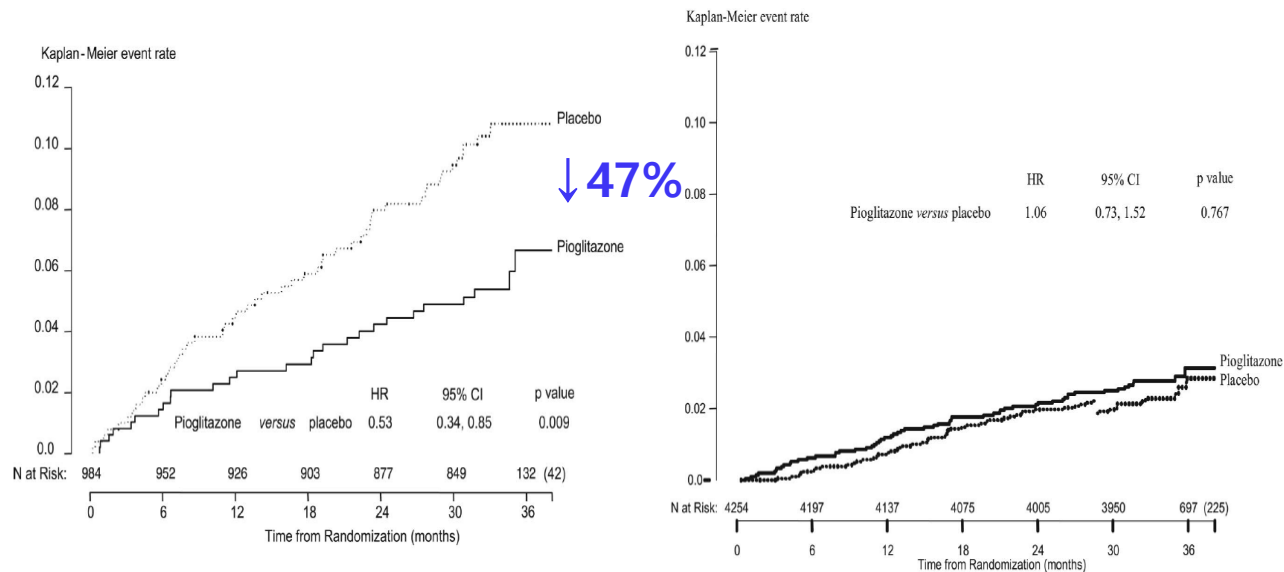 Kaplan-Meier event rate
0.12
0.10
0.08
0.06
0.04
0.02
0.0
Placebo
↓47%
Pioglitazone
HR 95% CI p value
Pioglitazone versus placebo 0.53 0.34, 0.85 0.009
N at Risk: 984 952 926 903 877 849 132 (42)
0 6 12 18 24 30 36
Time from Randomization (months)
Kaplan-Meier event rate
0.12
0.10
0.08
0.06
0.04
0.02
0.0
HR 95% CI p value
Pioglitazone versus placebo 1.06 0.73, 1.52 0.767
Pioglitazone
Placebo
N at Risk: 4254 4197 4137 4075 4005 3950 697 (225)
0 6 12 18 24 30 36
Time from Randomization (months)